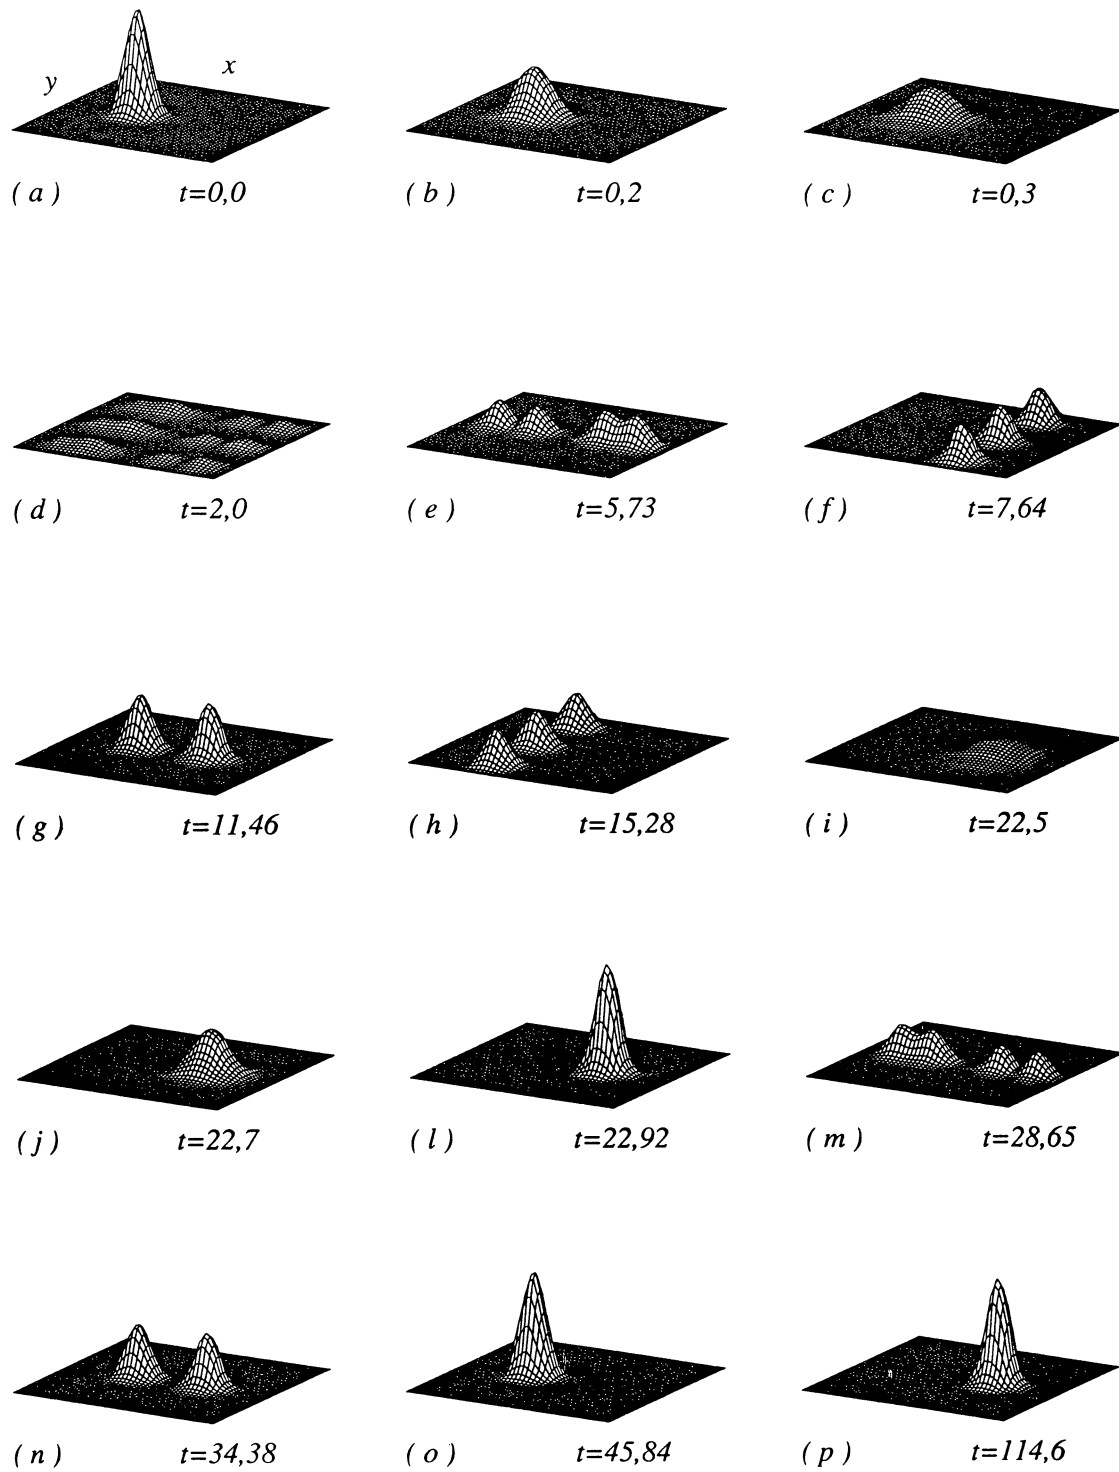 y x
(a) t=0,0
(b) t=0,2
(c) t=0,3
(d) t=2,0
(e) t=5,73
(f) t=7,64
(g) t=11,46
(h) t=15,28
(i) t=22,5
(j) t=22,7
(l) t=22,92
(m) t=28,65
(n) t=34,38
(o) t=45,84
(p) t=114,6